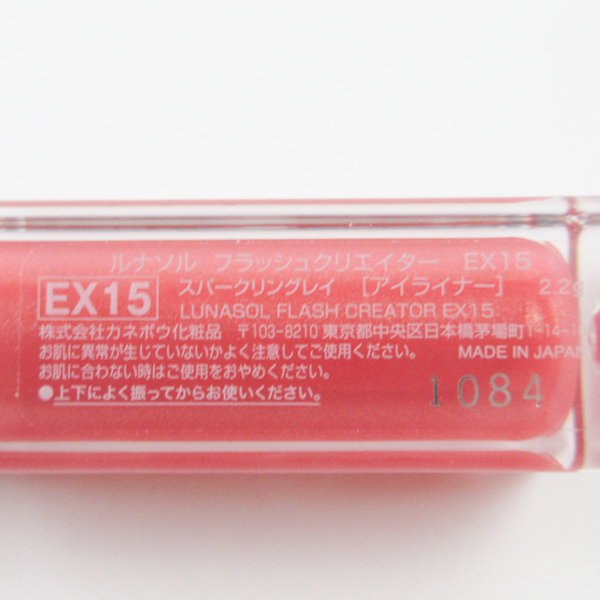 ルナソル フラッシュクリエイター EX15
EX15 スパークリングレイ [アイライナー] 2.2g
LUNASOL FLASH CREATOR EX15
株式会社カネボウ化粧品 〒103-8210 東京都中央区日本橋茅場町1-14-10
お肌に異常が生じていないかよく注意してご使用ください。 MADE IN JAPAN
お肌に合わない時はご使用をおやめください。
●上下によく振ってからお使いください。
1084